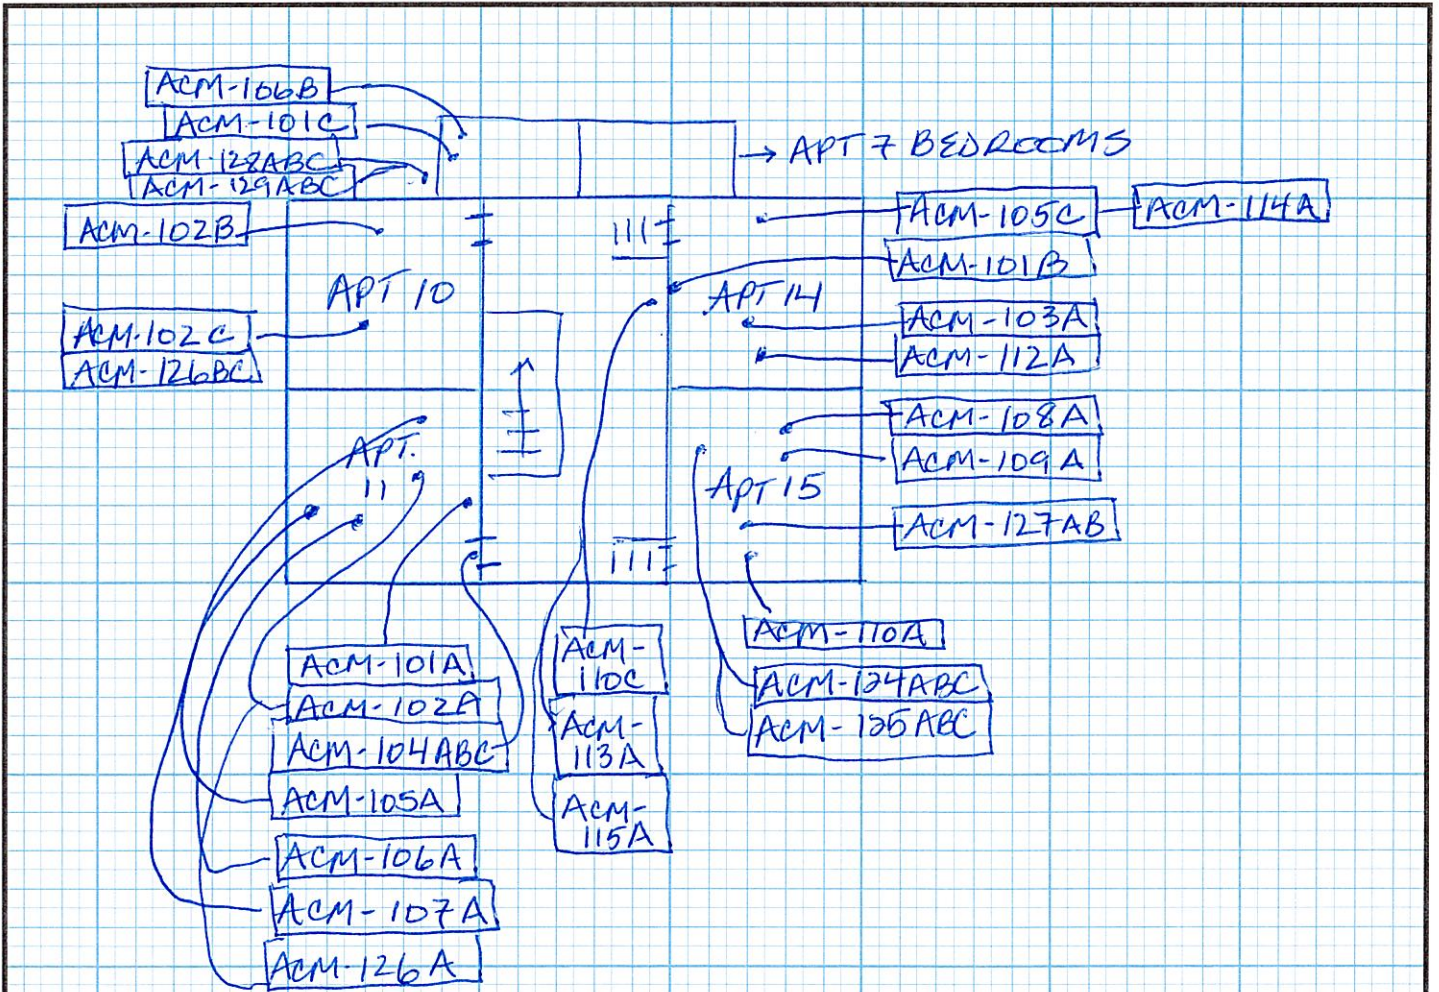 ACM-106B
ACM-101C
ACM-128ABC
ACM-129ABC
→ APT 7 BEDROOMS
ACM-102B
ACM-105C
ACM-114A
ACM-101B
APT 10
APT 14
ACM-102C
ACM-126BC
ACM-103A
ACM-112A
ACM-108A
ACM-109A
APT.
11
APT 15
ACM-127AB
ACM-101A
ACM-102A
ACM-104ABC
ACM-105A
ACM-106A
ACM-107A
ACM-126A
ACM-
110C
ACM-
113A
ACM-
115A
ACM-110A
ACM-124ABC
ACM-125ABC